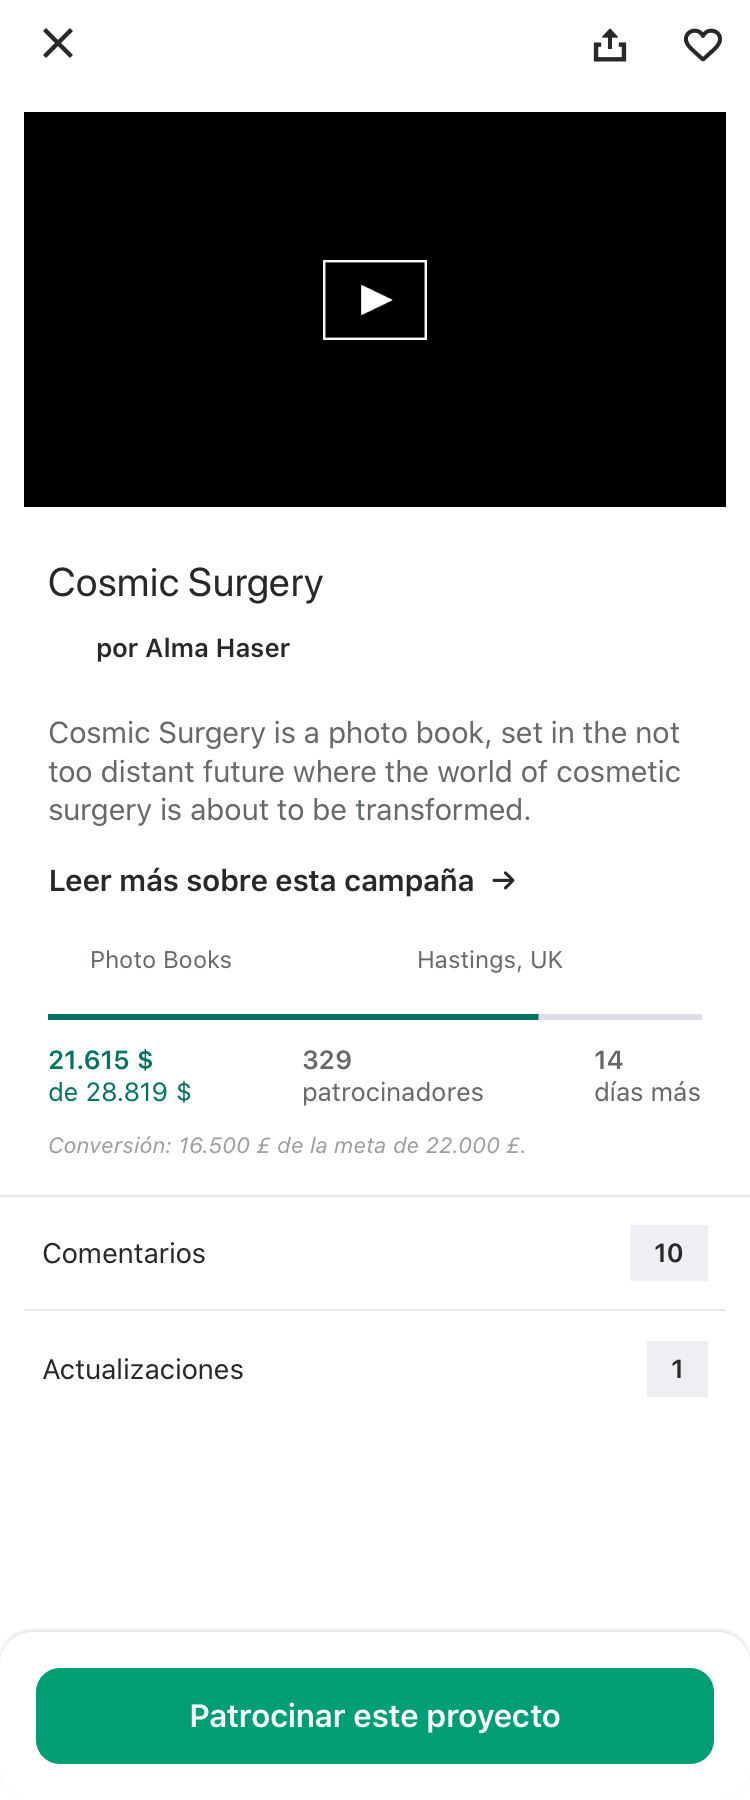 Cosmic Surgery
por Alma Haser
Cosmic Surgery is a photo book, set in the not
too distant future where the world of cosmetic
surgery is about to be transformed.
Leer más sobre esta campaña →
Photo Books
Hastings, UK
21.615 $
de 28.819 $
329
patrocinadores
14
días más
Conversión: 16.500 £ de la meta de 22.000 £.
Comentarios
10
Actualizaciones
1
Patrocinar este proyecto